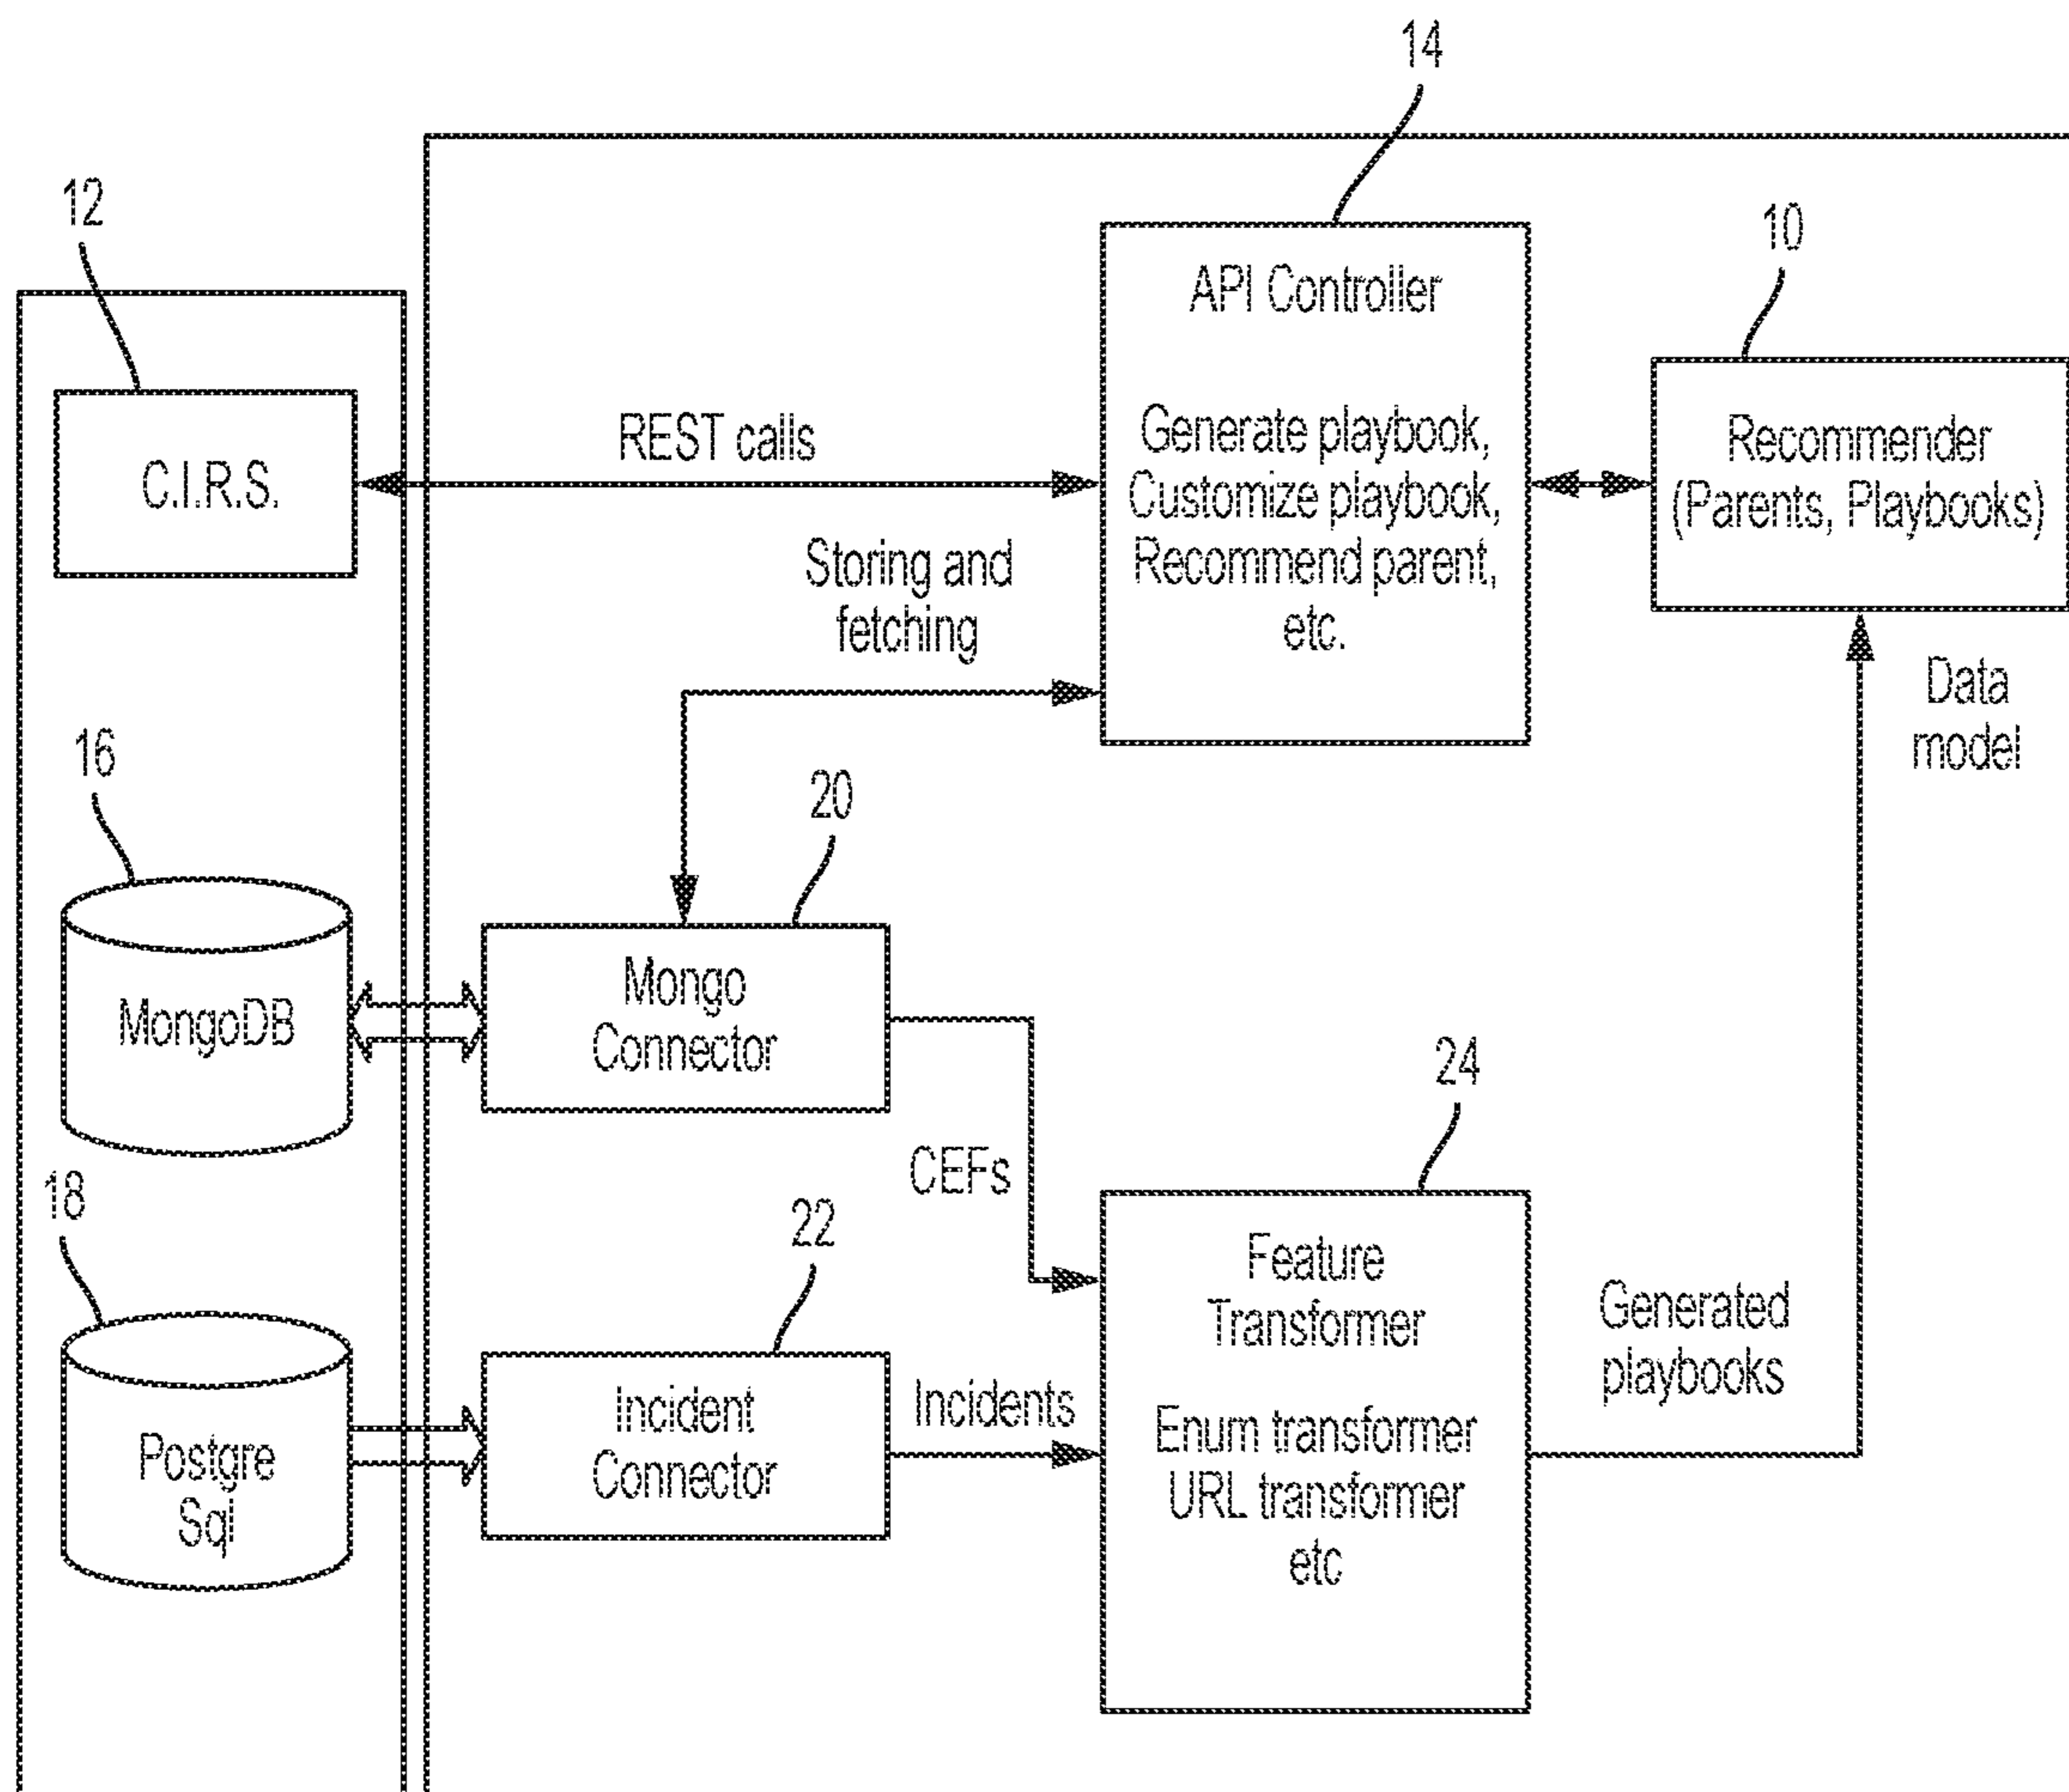 14
12
10
API Controller
Generate playbook,
Customize playbook,
Recommend parent,
etc.
Recommender
(Parents, Playbooks)
C.I.R.S.
REST calls
Storing and
fetching
Data
model
16
20
MongoDB
Mongo
Connector
CEFs
24
18
22
Feature
Transformer
Enum transformer
URL transformer
etc
Generated
playbooks
Postgre
Sql
Incident
Connector
Incidents